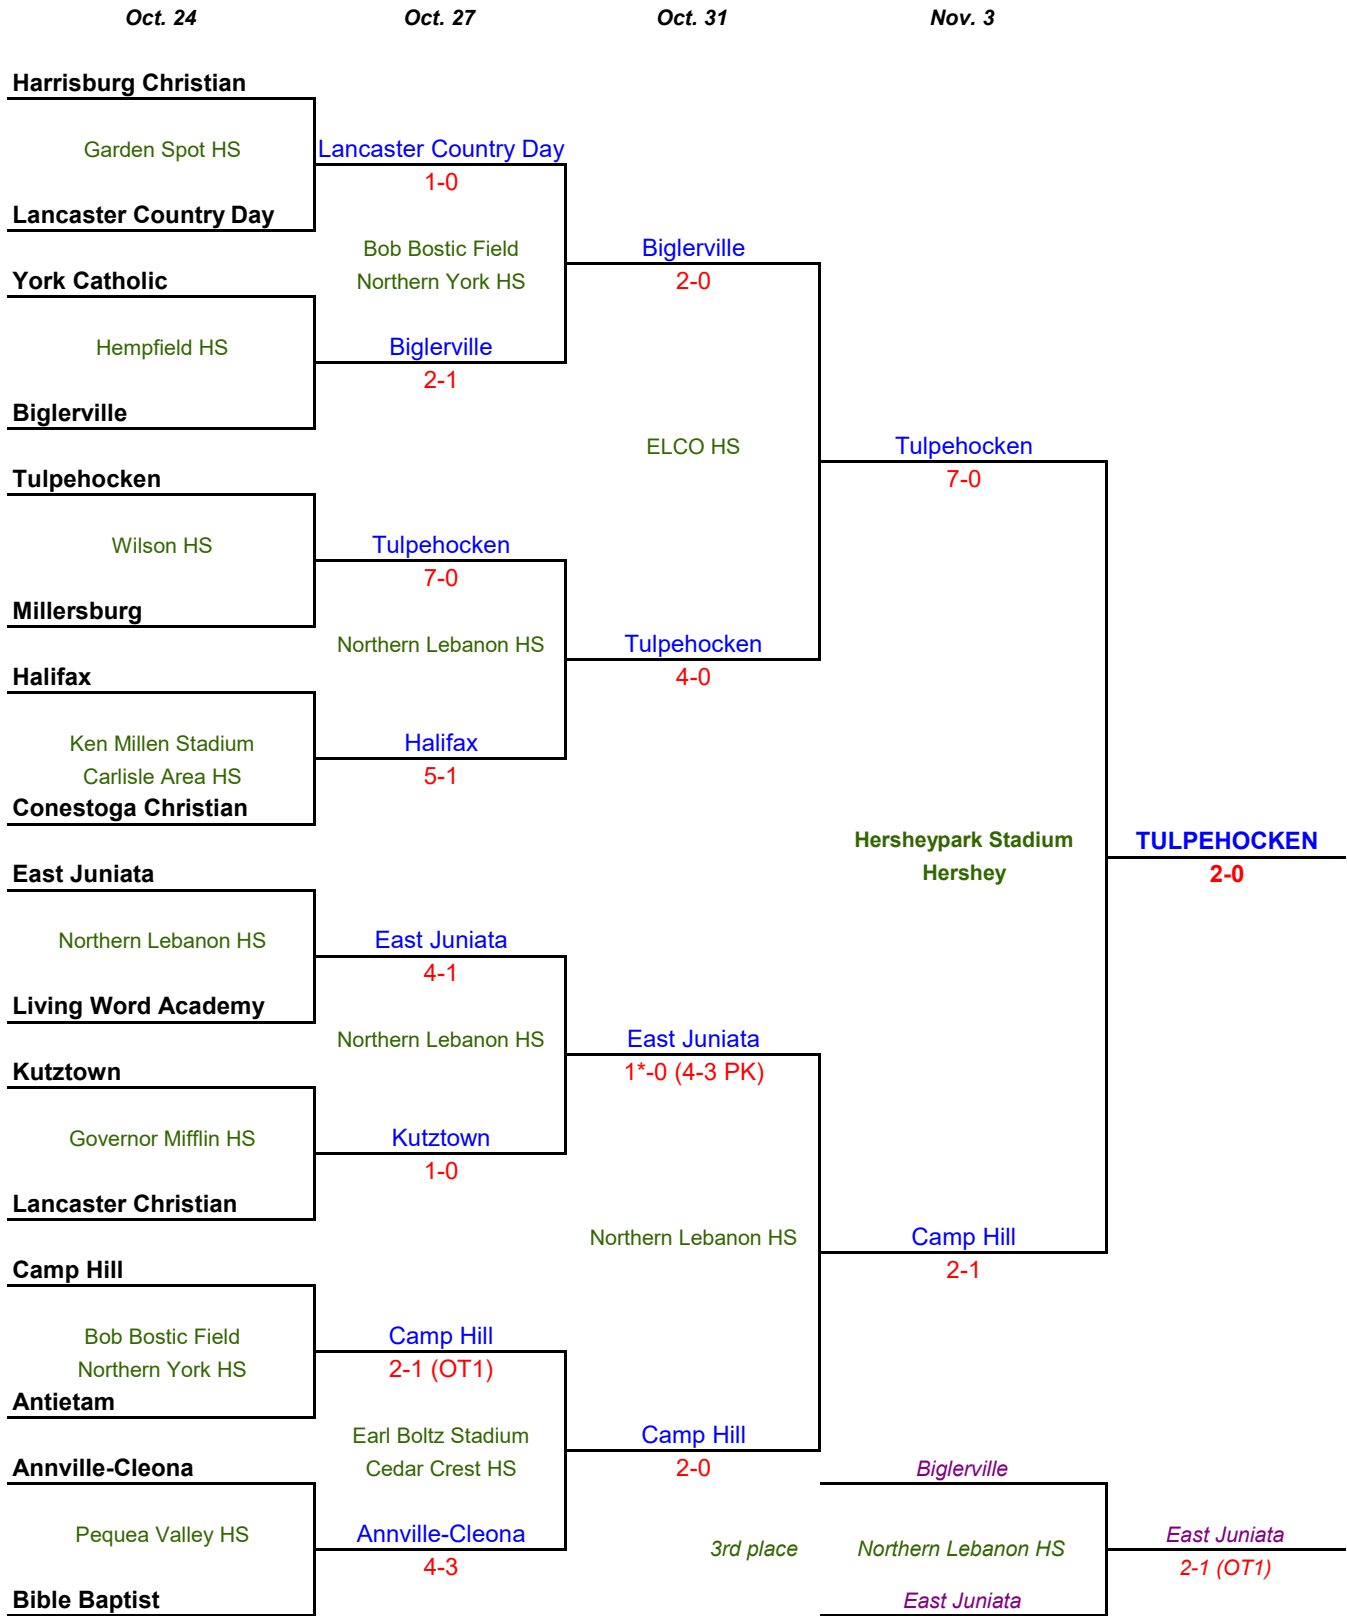 Oct. 24 Oct. 27 Oct. 31 Nov. 3
Harrisburg Christian
Garden Spot HS
Lancaster Country Day
1-0
Lancaster Country Day
Bob Bostic Field
Northern York HS
Biglerville
2-0
York Catholic
Hempfield HS
Biglerville
2-1
Biglerville
ELCO HS
Tulpehocken
7-0
Tulpehocken
Wilson HS
Tulpehocken
7-0
Millersburg
Northern Lebanon HS
Tulpehocken
4-0
Halifax
Ken Millen Stadium
Carlisle Area HS
Halifax
5-1
Conestoga Christian
Hersheypark Stadium
Hershey
TULPEHOCKEN
2-0
East Juniata
Northern Lebanon HS
East Juniata
4-1
Living Word Academy
Northern Lebanon HS
East Juniata
1*-0 (4-3 PK)
Kutztown
Governor Mifflin HS
Kutztown
1-0
Lancaster Christian
Northern Lebanon HS
Camp Hill
2-1
Camp Hill
Bob Bostic Field
Northern York HS
Camp Hill
2-1 (OT1)
Antietam
Earl Boltz Stadium
Cedar Crest HS
Camp Hill
2-0
Annville-Cleona
Pequea Valley HS
Annville-Cleona
4-3
Bible Baptist
3rd place
Biglerville
Northern Lebanon HS
East Juniata
East Juniata
2-1 (OT1)